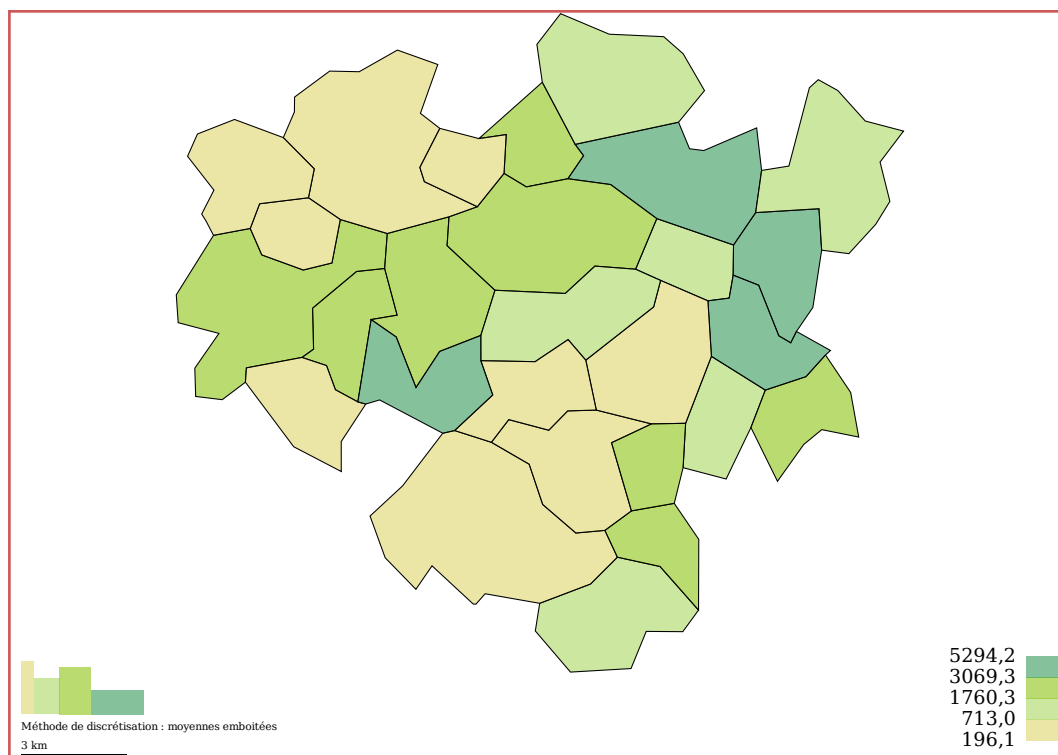 5294,2
3069,3
1760,3
713,0
196,1
Méthode de discrétisation : moyennes emboitées
3 km